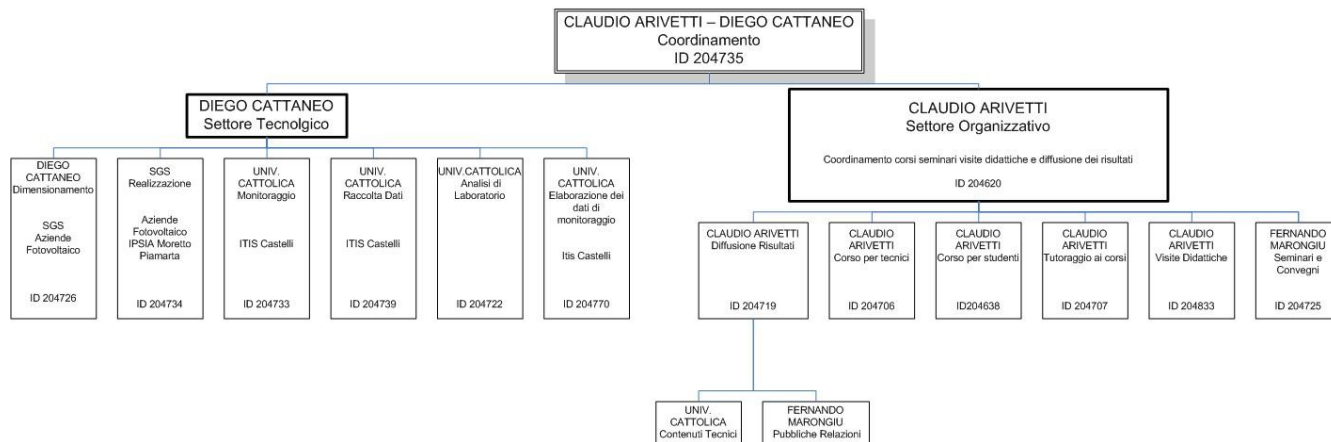 CLAUDIO ARIVETTI – DIEGO CATTANEO
Coordinamento
ID 204735
DIEGO CATTANEO
Settore Tecnolgico
CLAUDIO ARIVETTI
Settore Organizzativo
Coordinamento corsi seminari visite didattiche e diffusione dei risultati
ID 204620
DIEGO
CATTANEO
Dimensionamento
SGS
Aziende
Fotovoltaico
ID 204726
SGS
Realizzazione
Aziende
Fotovoltaico
IPSIA Moretto
Piamarta
ID 204734
UNIV.
CATTOLICA
Monitoraggio
ITIS Castelli
ID 204733
UNIV.
CATTOLICA
Raccolta Dati
ITIS Castelli
ID 204739
UNIV.CATTOLICA
Analisi di
Laboratorio
ID 204722
UNIV.
CATTOLICA
Elaborazione dei
dati di
monitoraggio
Itis Castelli
ID 204770
CLAUDIO ARIVETTI
Diffusione Risultati
ID 204719
CLAUDIO
ARIVETTI
Corso per tecnici
ID 204706
CLAUDIO
ARIVETTI
Corso per studenti
ID204638
CLAUDIO
ARIVETTI
Tutoraggio ai corsi
ID 204707
CLAUDIO
ARIVETTI
Visite Didattiche
ID 204833
FERNANDO
MARONGIU
Seminari e
Convegni
ID 204725
UNIV.
CATTOLICA
Contenuti Tecnici
FERNANDO
MARONGIU
Pubbliche Relazioni